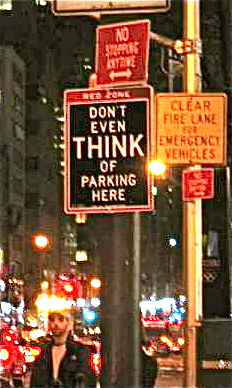 NO
STOPPING
ANYTIME
RED ZONE
DON'T
EVEN
THINK
OF
PARKING
HERE
CLEAR
FIRE LANE
FOR
EMERGENCY
VEHICLES